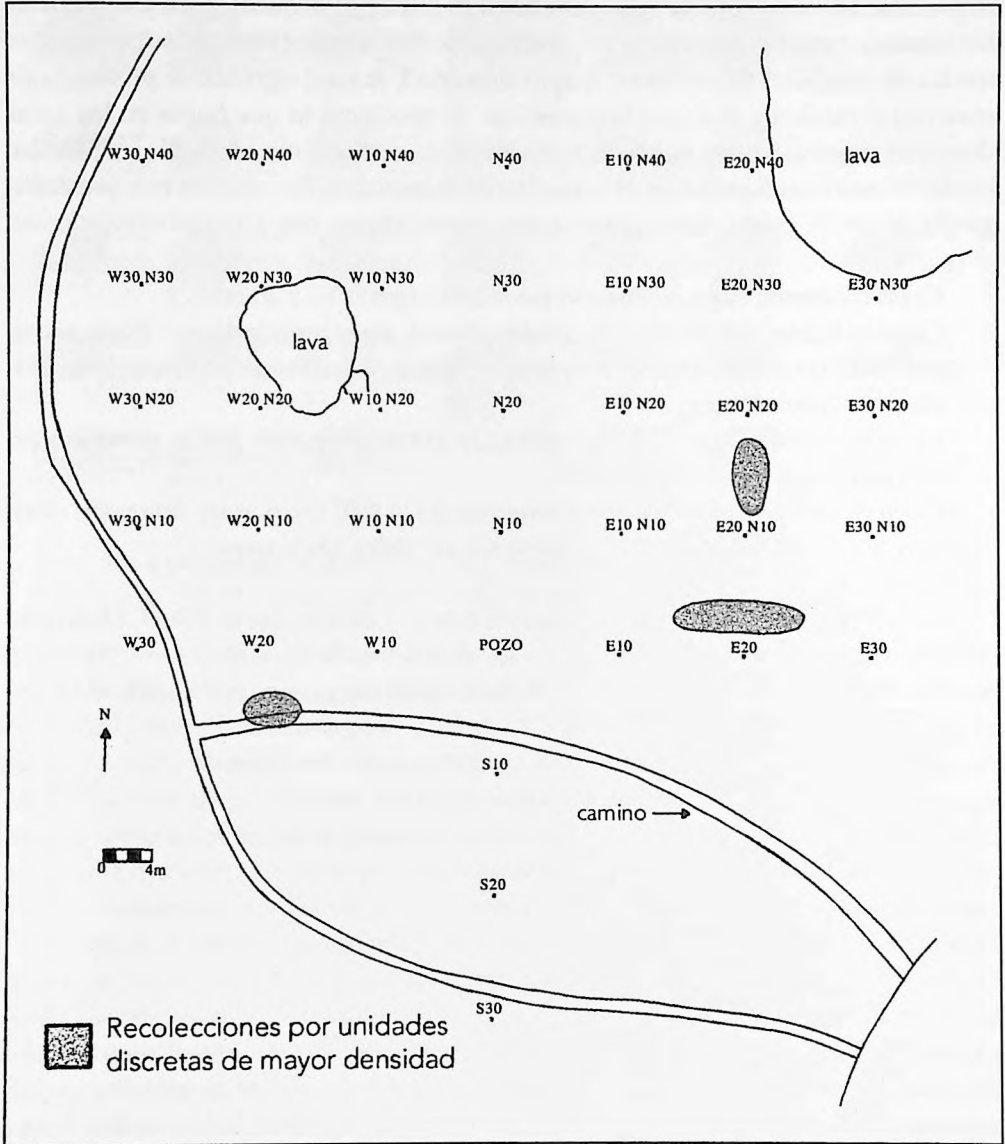 W30 N40 W20 N40 W10 N40 N40 E10 N40 E20 N40 lava
W30 N30 W20 N30 W10 N30 N30 E10 N30 E20 N30 E30 N30
lava
W30 N20 W20 N20 W10 N20 N20 E10 N20 E20 N20 E30 N20
W30 N10 W20 N10 W10 N10 N10 E10 N10 E20 N10 E30 N10
W30 W20 W10 POZO E10 E20 E30
N
S10
camino
0 4m
S20
S30
Recolecciones por unidades
discretas de mayor densidad